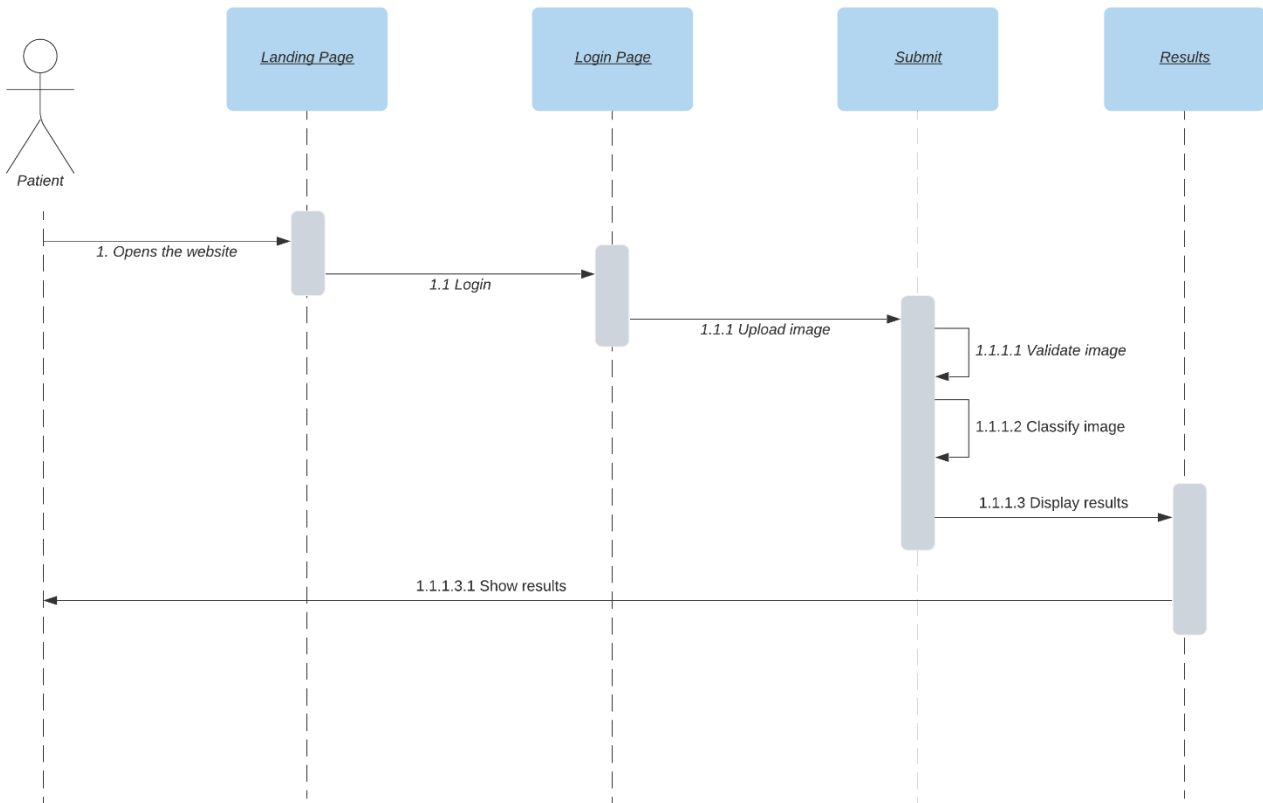 Landing Page
Login Page
Submit
Results
Patient
1. Opens the website
1.1 Login
1.1.1 Upload image
1.1.1.1 Validate image
1.1.1.2 Classify image
1.1.1.3 Display results
1.1.1.3.1 Show results